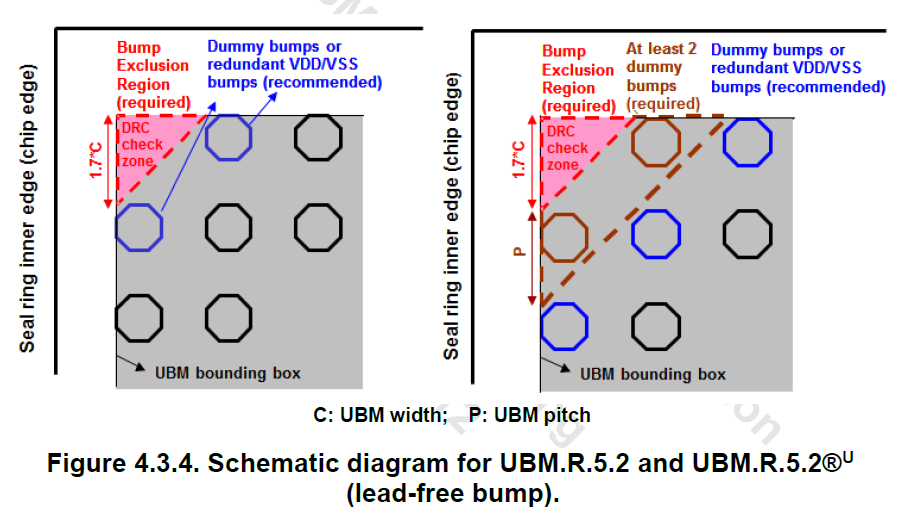 Bump
Exclusion
Region
(required)
Dummy bumps or
redundant VDD/VSS
bumps (recommended)
DRC
check
zone
1.7*C
Seal ring inner edge (chip edge)
UBM bounding box
Bump
Exclusion
Region
(required)
At least 2
dummy
bumps
(required)
Dummy bumps or
redundant VDD/VSS
bumps (recommended)
DRC
check
zone
1.7*C
P
Seal ring inner edge (chip edge)
UBM bounding box
C: UBM width; P: UBM pitch
Figure 4.3.4. Schematic diagram for UBM.R.5.2 and UBM.R.5.2®U
(lead-free bump).